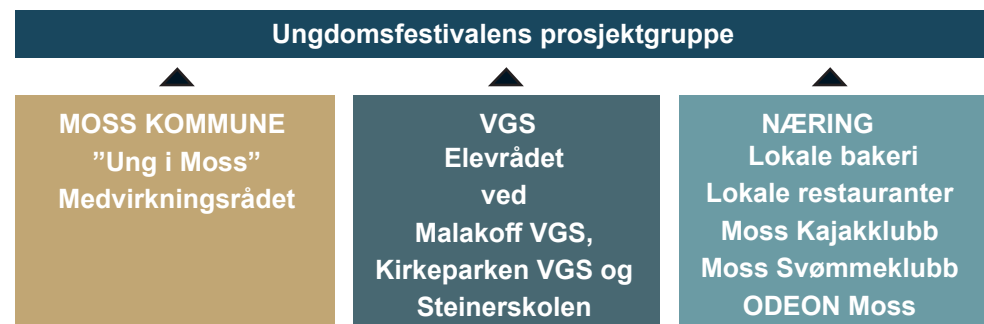 Ungdomsfestivalens prosjektgruppe
MOSS KOMMUNE
”Ung i Moss”
Medvirkningsrådet
VGS
Elevrådet
ved
Malakoff VGS,
Kirkeparken VGS og
Steinerskolen
NÆRING
Lokale bakeri
Lokale restauranter
Moss Kajakklubb
Moss Svømmeklubb
ODEON Moss